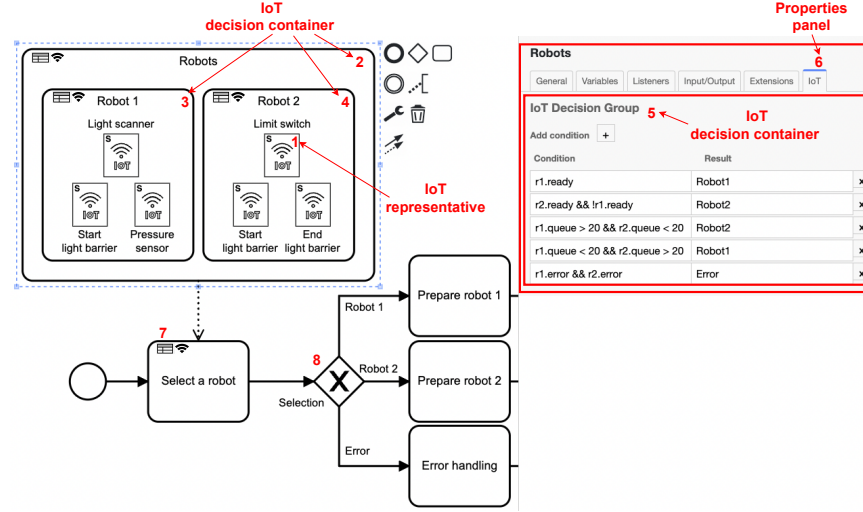 IoT
decision container
2
Robots
3
Robot 1
Light scanner
S
IoT
S
IoT
S
IoT
Start
light barrier
Pressure
sensor
4
Robot 2
Limit switch
S
1
IoT
S
IoT
S
IoT
Start
light barrier
End
light barrier
IoT
representative
7
Select a robot
8
X
Selection
Robot 1
Robot 2
Error
Prepare robot 1
Prepare robot 2
Error handling
Properties
panel
6
Robots
General Variables Listeners Input/Output Extensions IoT
IoT Decision Group
5
IoT
decision container
Add condition +
Condition Result
r1.ready Robot1 x
r2.ready && !r1.ready Robot2 x
r1.queue > 20 && r2.queue < 20 Robot2 x
r1.queue < 20 && r2.queue > 20 Robot1 x
r1.error && r2.error Error x